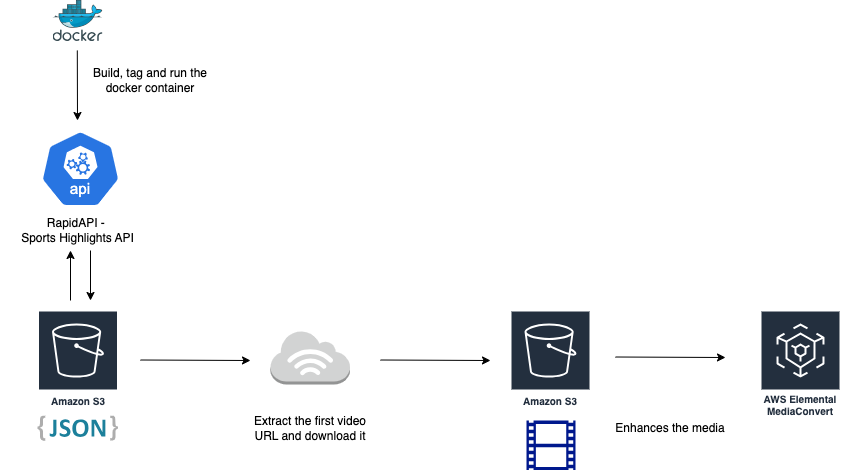 docker
Build, tag and run the
docker container
api
RapidAPI -
Sports Highlights API
Amazon S3
{JSON}
Extract the first video
URL and download it
Amazon S3
Enhances the media
AWS Elemental
MediaConvert